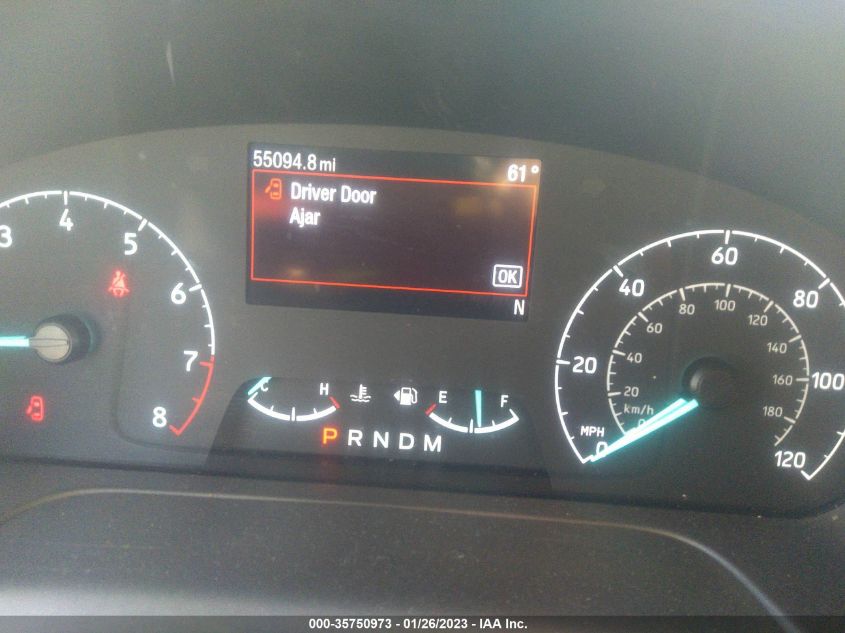 55094.8 mi 61°
Driver Door
Ajar
OK
N
3 4 5 6 7 8
C H E F
P R N D M
20 40 60 80 100 120
MPH 0
20 40 60 80 100 120 140 160 180
km/h 0
000-35750973 - 01/26/2023 - IAA Inc.